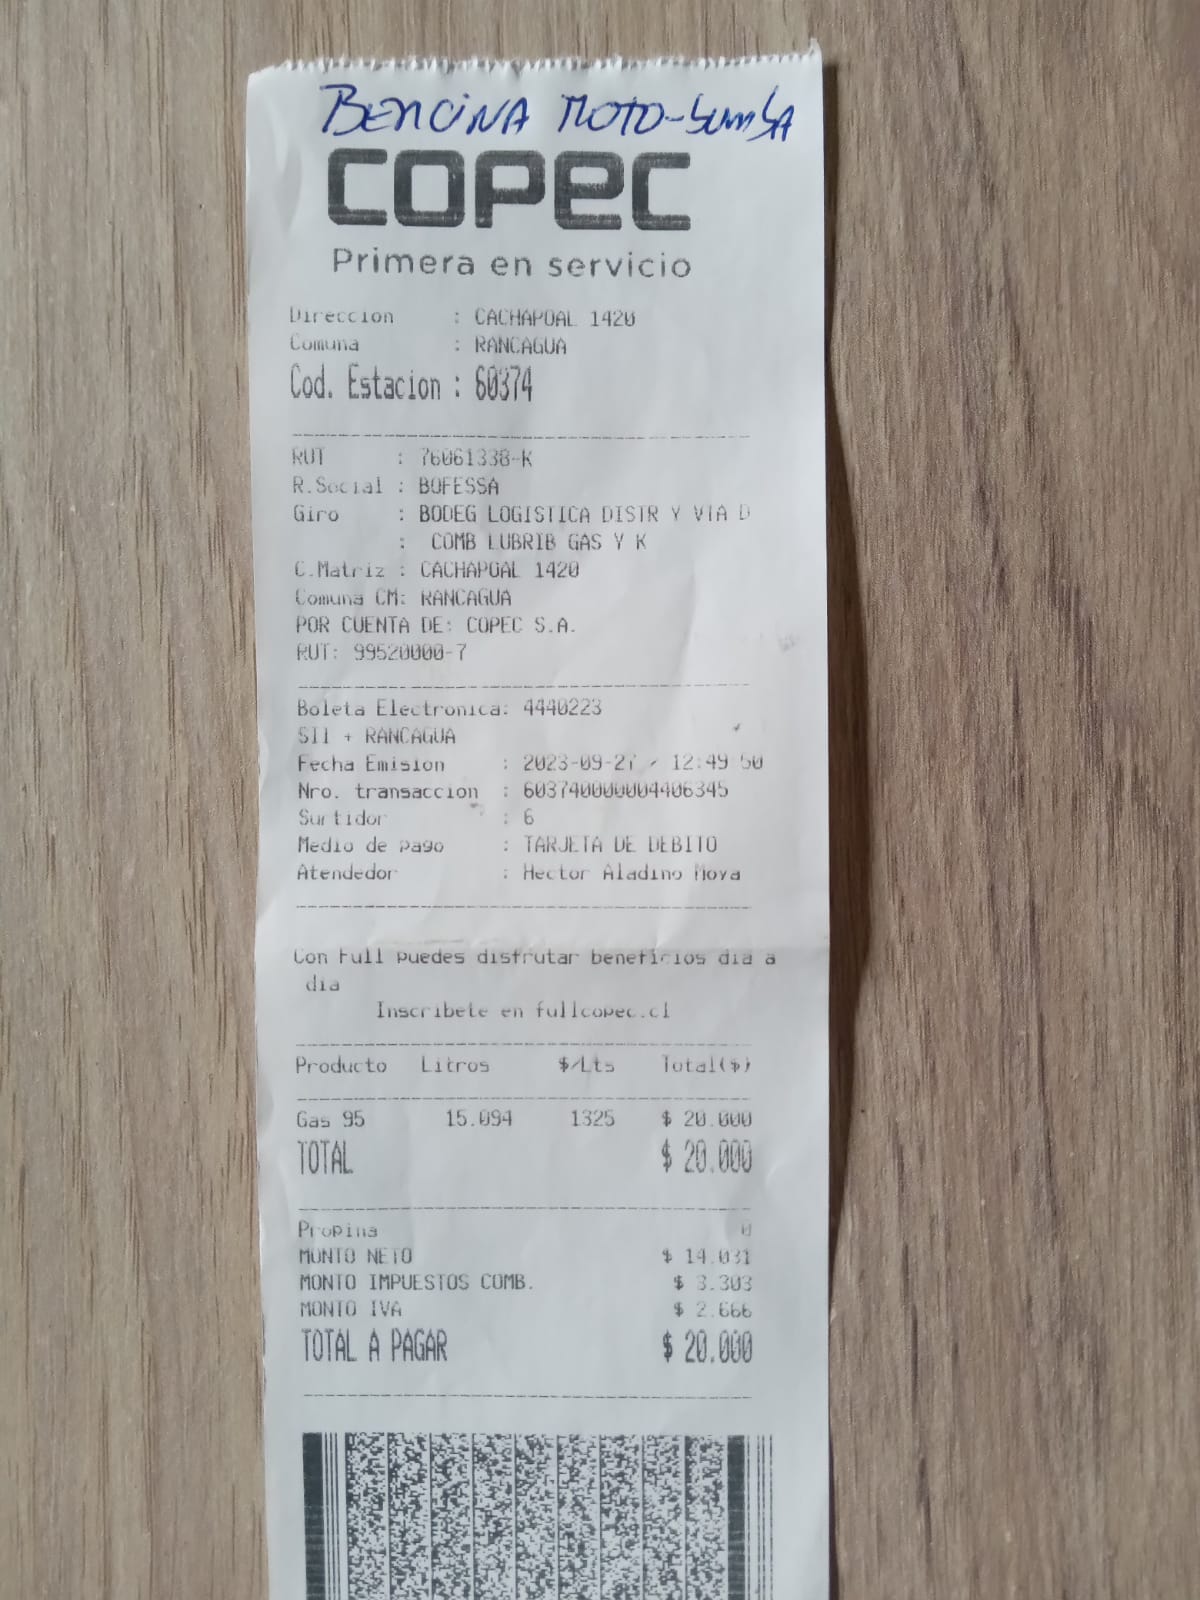 BENCINA MOTO-bomba
COPEC
Primera en servicio
Direccion : CACHAPOAL 1420
Comuna : RANCAGUA
Cod. Estacion : 60374
RUT : 76061338-K
R.Social : BOFESSA
Giro : BODEG LOGISTICA DISTR Y VTA D
: COMB LUBRIB GAS Y K
C.Matriz : CACHAPOAL 1420
Comuna CM: RANCAGUA
POR CUENTA DE: COPEC S.A.
RUT: 99520000-7
Boleta Electronica: 4440223
SII + RANCAGUA
Fecha Emision : 2023-09-27 / 12:49:50
Nro. transaccion : 603740000004406345
Surtidor : 6
Medio de pago : TARJETA DE DEBITO
Atendedor : Hector Aladino Moya
Con Full puedes disfrutar beneficios dia a
dia
Inscribete en fullcopec.cl
Producto Litros $/Lts Total($)
Gas 95 15.094 1325 $ 20.000
TOTAL $ 20.000
Propina 0
MONTO NETO $ 14.031
MONTO IMPUESTOS COMB. $ 3.303
MONTO IVA $ 2.666
TOTAL A PAGAR $ 20.000